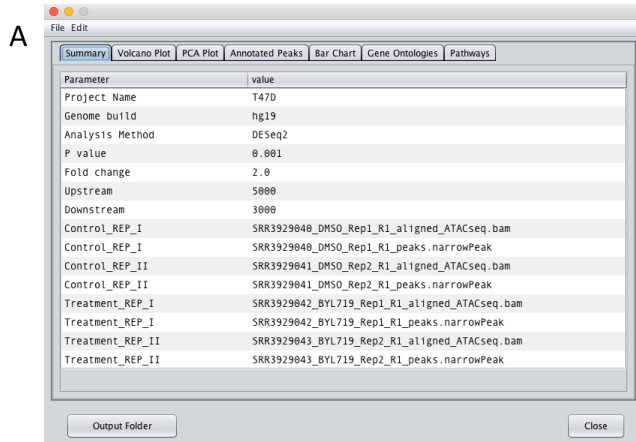 A
File Edit
Summary Volcano Plot PCA Plot Annotated Peaks Bar Chart Gene Ontologies Pathways
Parameter value
Project Name T47D
Genome build hg19
Analysis Method DESeq2
P value 0.001
Fold change 2.0
Upstream 5000
Downstream 3000
Control_REP_I SRR3929040_DMSO_Rep1_R1_aligned_ATACseq.bam
Control_REP_I SRR3929040_DMSO_Rep1_R1_peaks.narrowPeak
Control_REP_II SRR3929041_DMSO_Rep2_R1_aligned_ATACseq.bam
Control_REP_II SRR3929041_DMSO_Rep2_R1_peaks.narrowPeak
Treatment_REP_I SRR3929042_BYL719_Rep1_R1_aligned_ATACseq.bam
Treatment_REP_I SRR3929042_BYL719_Rep1_R1_peaks.narrowPeak
Treatment_REP_II SRR3929043_BYL719_Rep2_R1_aligned_ATACseq.bam
Treatment_REP_II SRR3929043_BYL719_Rep2_R1_peaks.narrowPeak
Output Folder Close